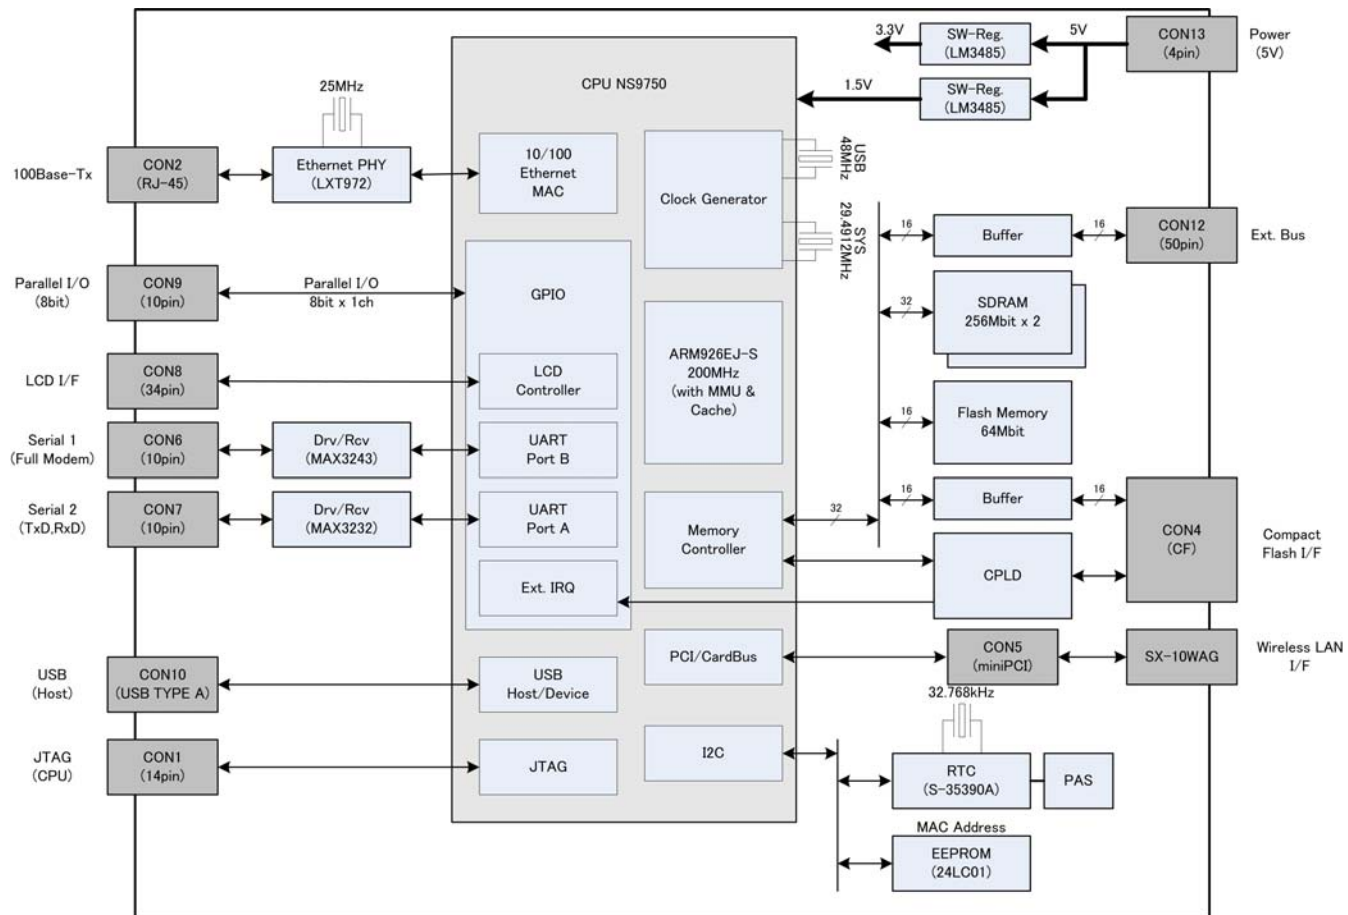 3.3V
SW-Reg.
(LM3485)
5V
CON13
(4pin)
Power
(5V)
1.5V
SW-Reg.
(LM3485)
CPU NS9750
25MHz
100Base-Tx
CON2
(RJ-45)
Ethernet PHY
(LXT972)
10/100
Ethernet
MAC
Clock Generator
USB
48MHz
SYS
29.4912MHz
16
Buffer
16
CON12
(50pin)
Ext. Bus
Parallel I/O
(8bit)
CON9
(10pin)
Parallel I/O
8bit x 1ch
GPIO
32
SDRAM
256Mbit x 2
ARM926EJ-S
200MHz
(with MMU &
Cache)
LCD I/F
CON8
(34pin)
LCD
Controller
16
Flash Memory
64Mbit
Serial 1
(Full Modem)
CON6
(10pin)
Drv/Rcv
(MAX3243)
UART
Port B
16
Buffer
16
CON4
(CF)
Compact
Flash I/F
Serial 2
(TxD,RxD)
CON7
(10pin)
Drv/Rcv
(MAX3232)
UART
Port A
Memory
Controller
32
CPLD
Ext. IRQ
PCI/CardBus
CON5
(miniPCI)
SX-10WAG
Wireless LAN
I/F
USB
(Host)
CON10
(USB TYPE A)
USB
Host/Device
32.768kHz
JTAG
(CPU)
CON1
(14pin)
JTAG
I2C
RTC
(S-35390A)
PAS
MAC Address
EEPROM
(24LC01)